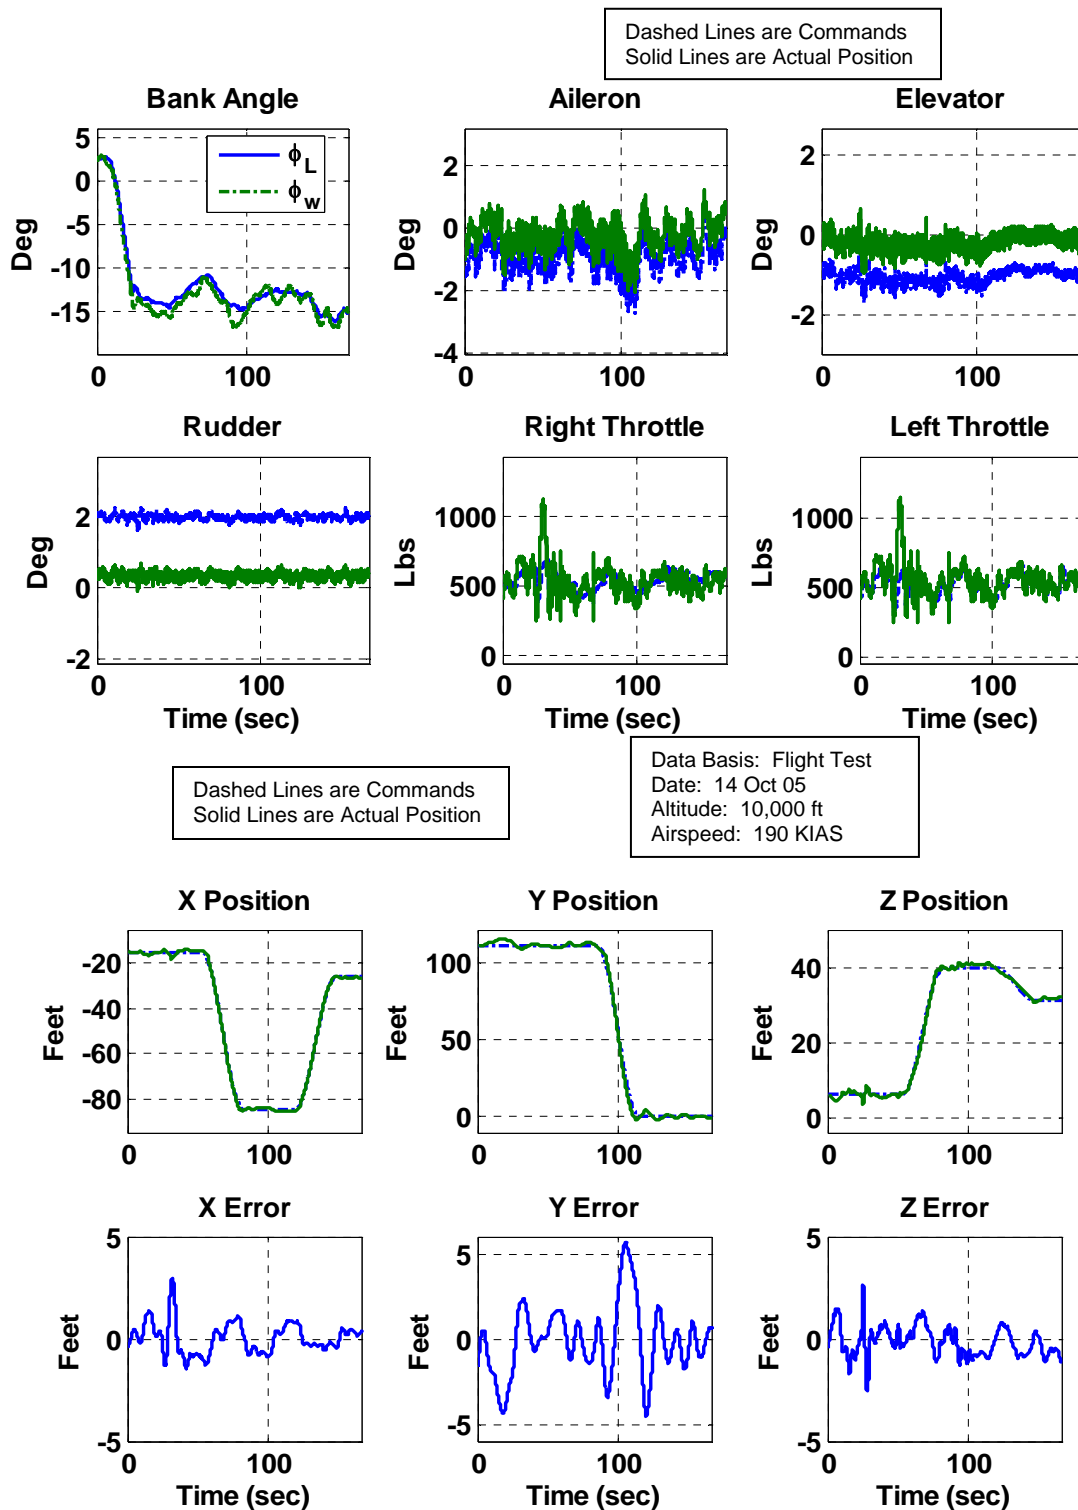 Dashed Lines are Commands
Solid Lines are Actual Position
Bank Angle
Aileron
Elevator
5
0
-5
-10
-15
Deg
ϕL
ϕw
0
100
2
0
-2
-4
Deg
0
100
2
0
-2
Deg
0
100
Rudder
Right Throttle
Left Throttle
2
0
-2
Deg
0
100
Time (sec)
1000
500
0
Lbs
0
100
Time (sec)
1000
500
0
Lbs
0
100
Time (sec)
Dashed Lines are Commands
Solid Lines are Actual Position
Data Basis: Flight Test
Date: 14 Oct 05
Altitude: 10,000 ft
Airspeed: 190 KIAS
X Position
Y Position
Z Position
-20
-40
-60
-80
Feet
0
100
100
50
0
Feet
0
100
40
20
0
Feet
0
100
X Error
Y Error
Z Error
5
0
-5
Feet
0
100
Time (sec)
5
0
-5
Feet
0
100
Time (sec)
5
0
-5
Feet
0
100
Time (sec)